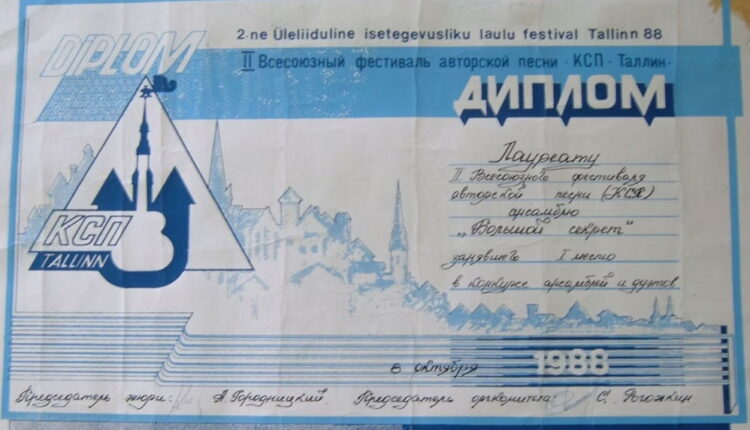 DiPLOM
2-ne Üleliiduline isetegevusliku laulu festival Tallinn 88
II Всесоюзный фестиваль авторской песни · КСП · Таллин ·
ДИПЛОМ
Лауреату
II Всесоюзного фестиваля
авторской песни (КСП)
ансамблю
„Большой секрет"
занявшего I место
в конкурсе ансамблей и дуэтов
КСП
TALLINN
8 октября 1988
Председатель жюри: А. Городницкий Председатель оргкомитета: С. Рогожкин